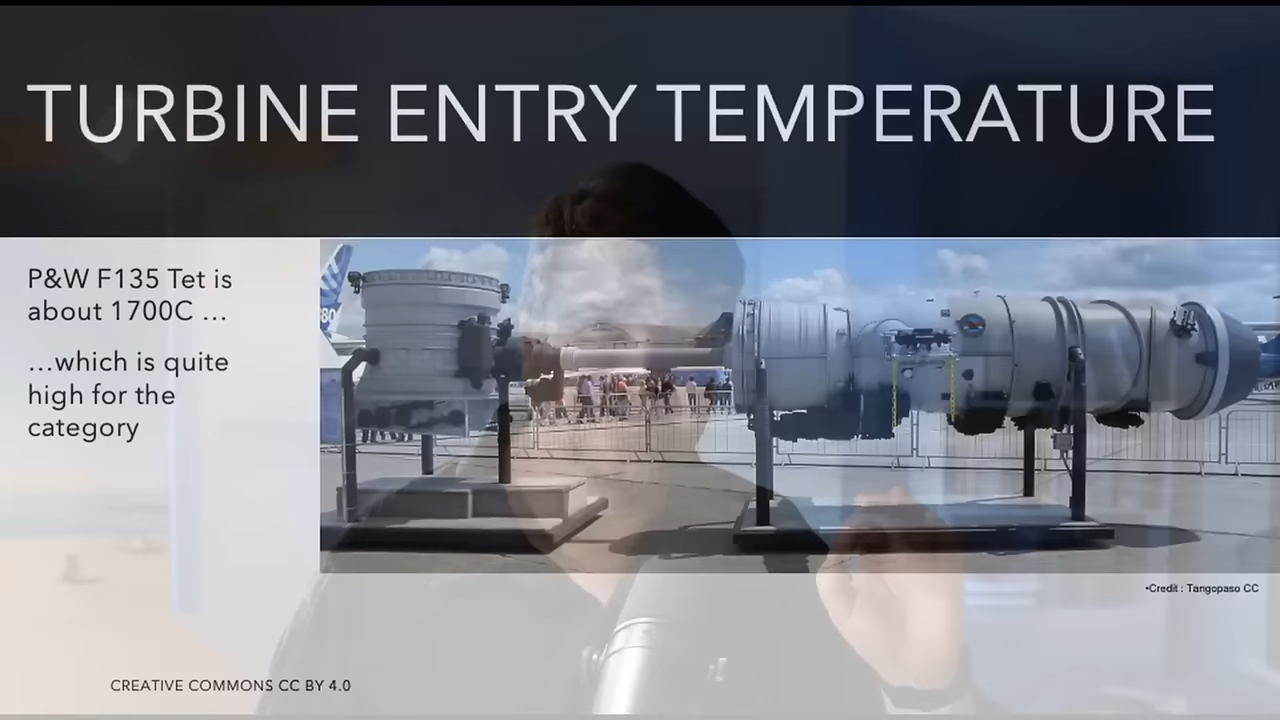 TURBINE ENTRY TEMPERATURE
P&W F135 Tet is
about 1700C …
…which is quite
high for the
category
80
•Credit : Tangopaso CC
CREATIVE COMMONS CC BY 4.0